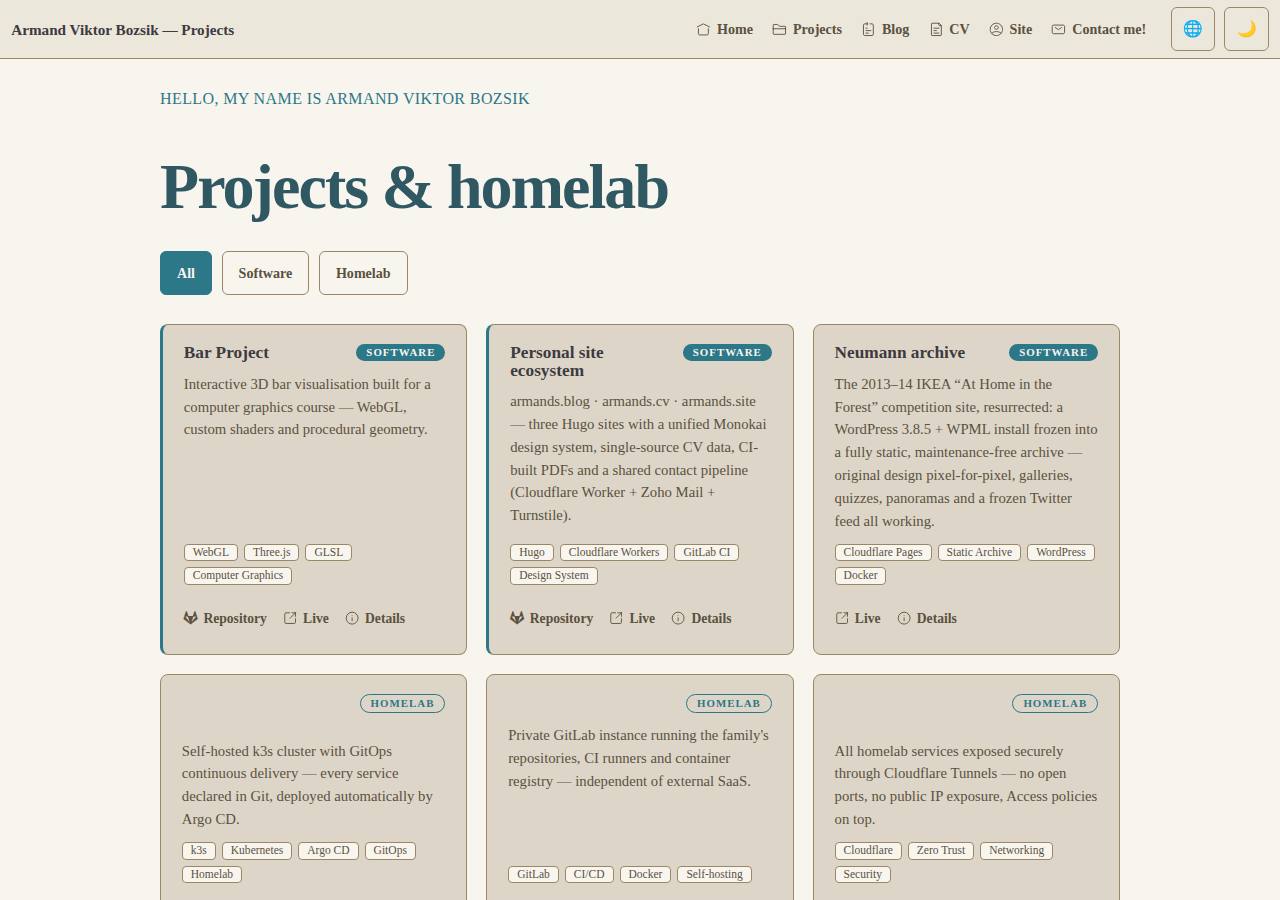 Armand Viktor Bozsik — Projects
Home
Projects
Blog
CV
Site
Contact me!
HELLO, MY NAME IS ARMAND VIKTOR BOZSIK
Projects & homelab
All
Software
Homelab
Bar Project
SOFTWARE
Interactive 3D bar visualisation built for a
computer graphics course — WebGL,
custom shaders and procedural geometry.
WebGL
Three.js
GLSL
Computer Graphics
Repository
Live
Details
Personal site
ecosystem
SOFTWARE
armands.blog · armands.cv · armands.site
— three Hugo sites with a unified Monokai
design system, single-source CV data, CI-
built PDFs and a shared contact pipeline
(Cloudflare Worker + Zoho Mail +
Turnstile).
Hugo
Cloudflare Workers
GitLab CI
Design System
Repository
Live
Details
Neumann archive
SOFTWARE
The 2013–14 IKEA “At Home in the
Forest” competition site, resurrected: a
WordPress 3.8.5 + WPML install frozen into
a fully static, maintenance-free archive —
original design pixel-for-pixel, galleries,
quizzes, panoramas and a frozen Twitter
feed all working.
Cloudflare Pages
Static Archive
WordPress
Docker
Live
Details
HOMELAB
Self-hosted k3s cluster with GitOps
continuous delivery — every service
declared in Git, deployed automatically by
Argo CD.
k3s
Kubernetes
Argo CD
GitOps
Homelab
HOMELAB
Private GitLab instance running the family's
repositories, CI runners and container
registry — independent of external SaaS.
GitLab
CI/CD
Docker
Self-hosting
HOMELAB
All homelab services exposed securely
through Cloudflare Tunnels — no open
ports, no public IP exposure, Access policies
on top.
Cloudflare
Zero Trust
Networking
Security